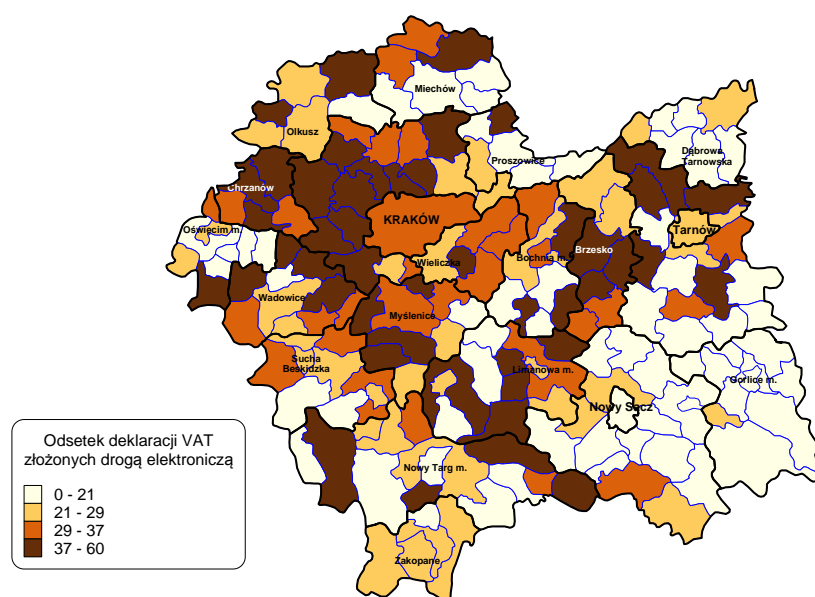 Miechów
Olkusz
Dąbrowa
Tarnowska
Proszowice
Chrzanów
KRAKÓW
Oświęcim m.
Tarnów
Brzesko
Bochnia m.
Wieliczka
Wadowice
Myślenice
Sucha
Beskidzka
Limanowa m.
Gorlice m.
Nowy Sącz
Nowy Targ m.
Zakopane
Odsetek deklaracji VAT
złożonych drogą elektroniczą
0 - 21
21 - 29
29 - 37
37 - 60